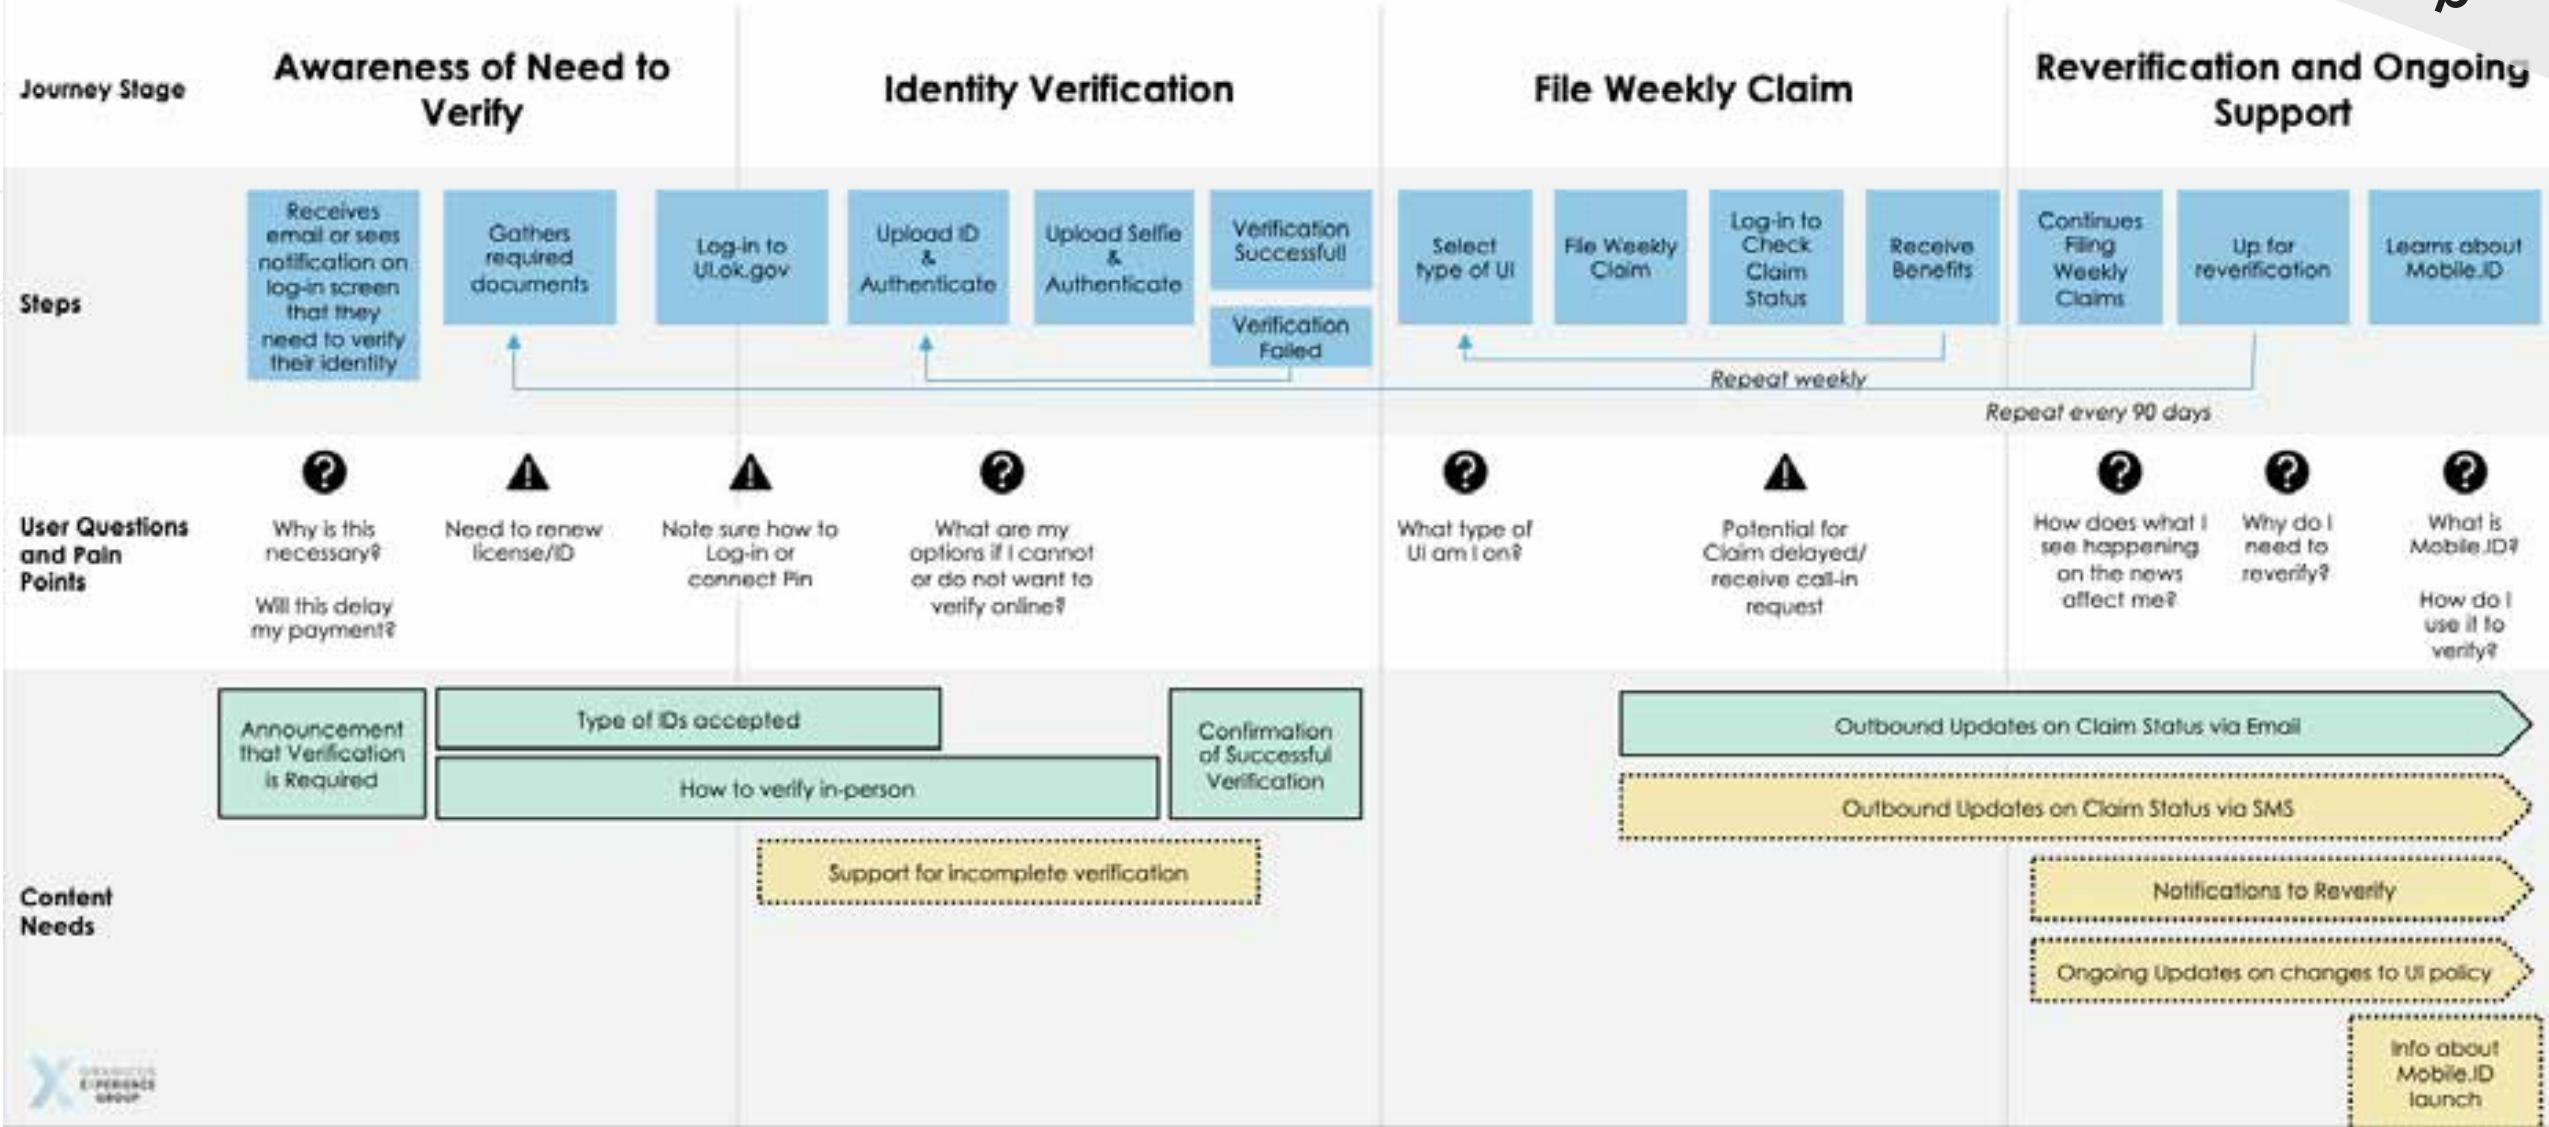 Journey Stage
Awareness of Need to
Verify
Identity Verification
File Weekly Claim
Reverification and Ongoing
Support
Steps
Receives
email or sees
notification on
log-in screen
that they
need to verify
their identity
Gathers
required
documents
Log-in to
UI.ok.gov
Upload ID
&
Authenticate
Upload Selfie
&
Authenticate
Verification
Successful!
Verification
Failed
Select
type of UI
File Weekly
Claim
Log-in to
Check
Claim
Status
Receive
Benefits
Continues
Filing
Weekly
Claims
Up for
reverification
Learns about
Mobile.ID
Repeat weekly
Repeat every 90 days
User Questions
and Pain
Points
Why is this
necessary?
Will this delay
my payment?
Need to renew
license/ID
Note sure how to
Log-in or
connect Pin
What are my
options if I cannot
or do not want to
verify online?
What type of
UI am I on?
Potential for
Claim delayed/
receive call-in
request
How does what I
see happening
on the news
affect me?
Why do I
need to
reverify?
What is
Mobile.ID?
How do I
use it to
verify?
Content
Needs
Announcement
that Verification
is Required
Type of IDs accepted
How to verify in-person
Confirmation
of Successful
Verification
Support for incomplete verification
Outbound Updates on Claim Status via Email
Outbound Updates on Claim Status via SMS
Notifications to Reverify
Ongoing Updates on changes to UI policy
Info about
Mobile.ID
launch
GRANICUS
EXPERIENCE
GROUP